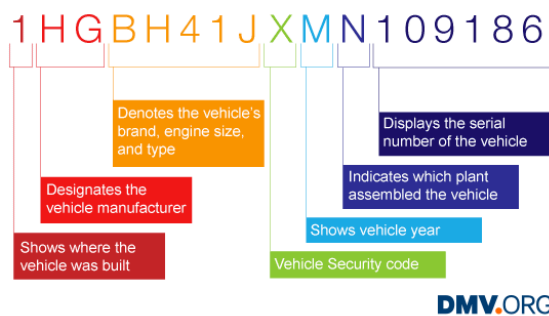 1HGBH41JXMN109186
Denotes the vehicle's
brand, engine size,
and type
Displays the serial
number of the vehicle
Designates the
vehicle manufacturer
Indicates which plant
assembled the vehicle
Shows vehicle year
Shows where the
vehicle was built
Vehicle Security code
DMV.ORG